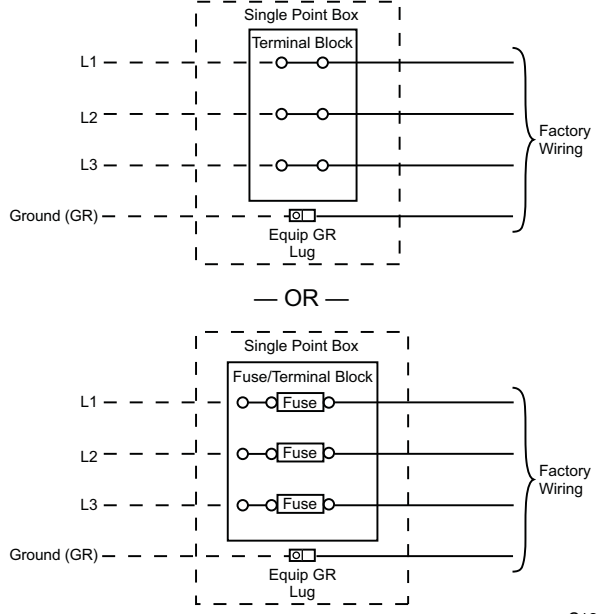 Single Point Box
Terminal Block
L1
L2
L3
Ground (GR)
Equip GR
Lug
Factory
Wiring
OR
Single Point Box
Fuse/Terminal Block
L1
Fuse
L2
Fuse
L3
Fuse
Ground (GR)
Equip GR
Lug
Factory
Wiring